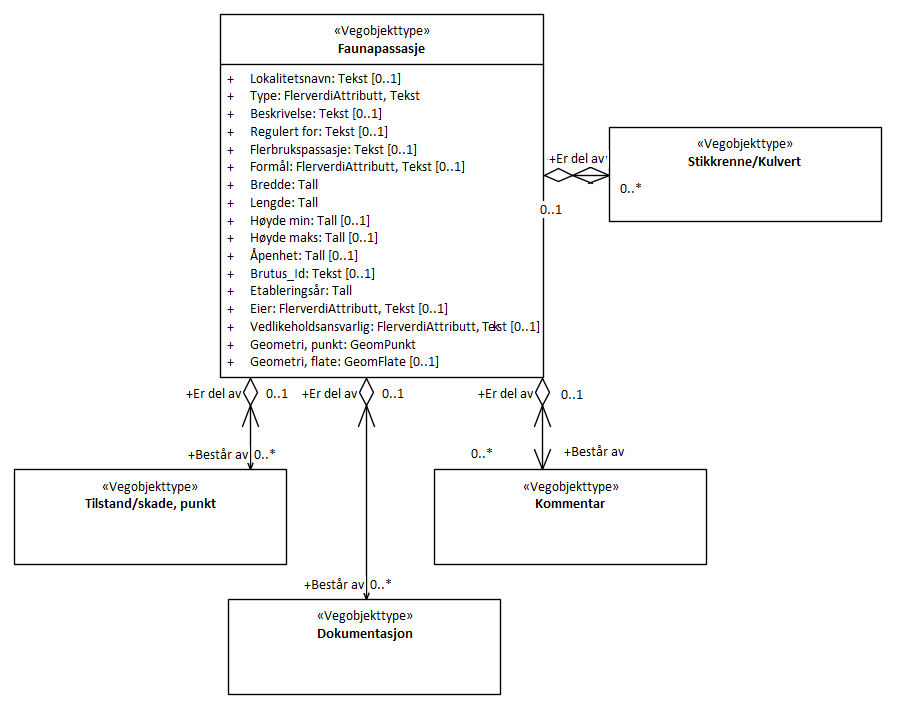 «Vegobjekttype»
Faunapassasje
+ Lokalitetsnavn: Tekst [0..1]
+ Type: FlerverdiAttributt, Tekst
+ Beskrivelse: Tekst [0..1]
+ Regulert for: Tekst [0..1]
+ Flerbrukspassasje: Tekst [0..1]
+ Formål: FlerverdiAttributt, Tekst [0..1]
+ Bredde: Tall
+ Lengde: Tall
+ Høyde min: Tall [0..1]
+ Høyde maks: Tall [0..1]
+ Åpenhet: Tall [0..1]
+ Brutus_Id: Tekst [0..1]
+ Etableringsår: Tall
+ Eier: FlerverdiAttributt, Tekst [0..1]
+ Vedlikeholdsansvarlig: FlerverdiAttributt, Tekst [0..1]
+ Geometri, punkt: GeomPunkt
+ Geometri, flate: GeomFlate [0..1]
«Vegobjekttype»
Stikkrenne/Kulvert
+Er del av
0..*
0..1
+Er del av 0..1
+Er del av 0..1
+Er del av 0..1
+Består av 0..*
0..* +Består av
«Vegobjekttype»
Tilstand/skade, punkt
«Vegobjekttype»
Kommentar
+Består av 0..*
«Vegobjekttype»
Dokumentasjon